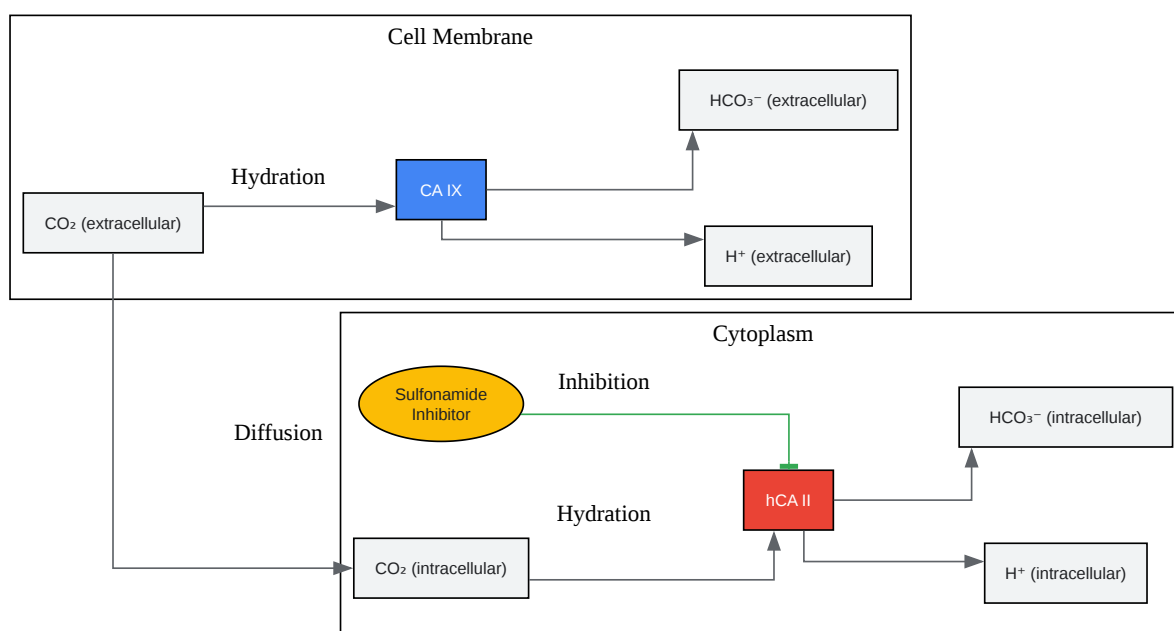 Cell Membrane
HCO₃⁻ (extracellular)
Hydration
CA IX
CO₂ (extracellular)
H⁺ (extracellular)
Cytoplasm
Inhibition
Sulfonamide
Inhibitor
HCO₃⁻ (intracellular)
Diffusion
hCA II
Hydration
CO₂ (intracellular)
H⁺ (intracellular)